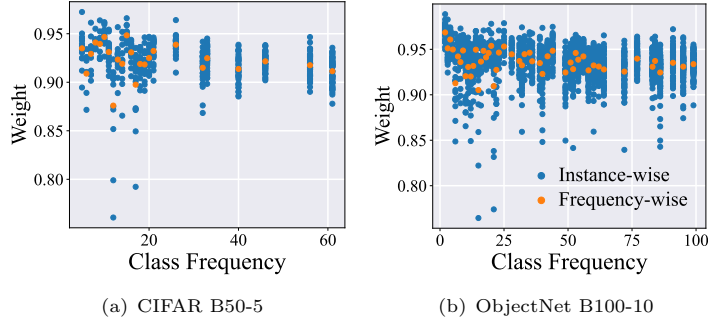 0.95
0.90
0.85
0.80
Weight
20
40
60
Class Frequency
(a) CIFAR B50-5
0.95
0.90
0.85
0.80
Weight
Instance-wise
Frequency-wise
0
25
50
75
100
Class Frequency
(b) ObjectNet B100-10